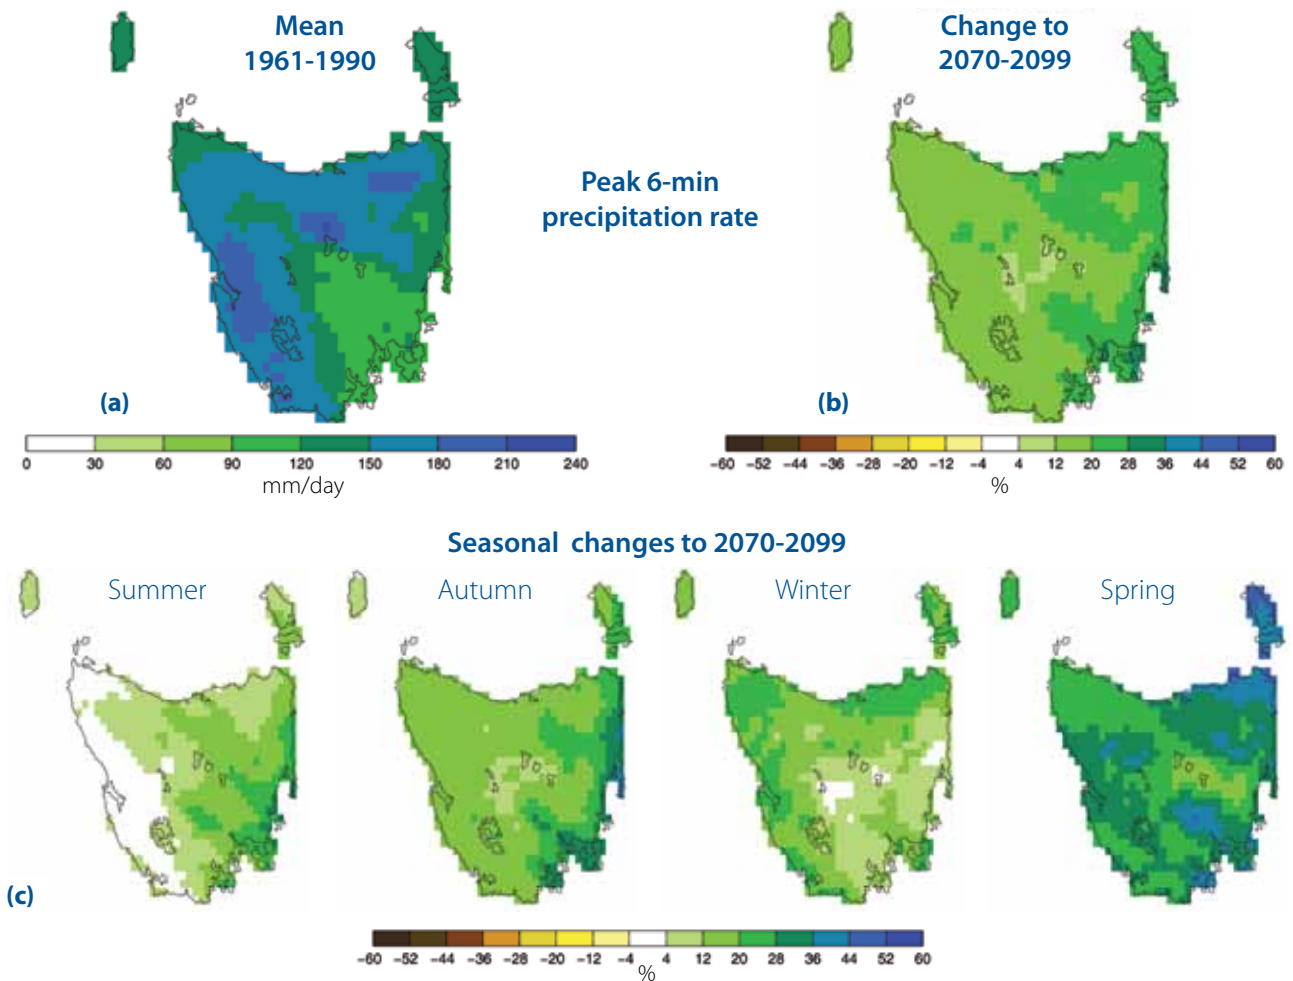 Mean
1961-1990
Change to
2070-2099
Peak 6-min
precipitation rate
(a)
(b)
0 30 60 90 120 150 180 210 240
mm/day
-60 -52 -44 -36 -28 -20 -12 -4 4 12 20 28 36 44 52 60
%
Seasonal changes to 2070-2099
Summer
Autumn
Winter
Spring
(c)
-60 -52 -44 -36 -28 -20 -12 -4 4 12 20 28 36 44 52 60
%